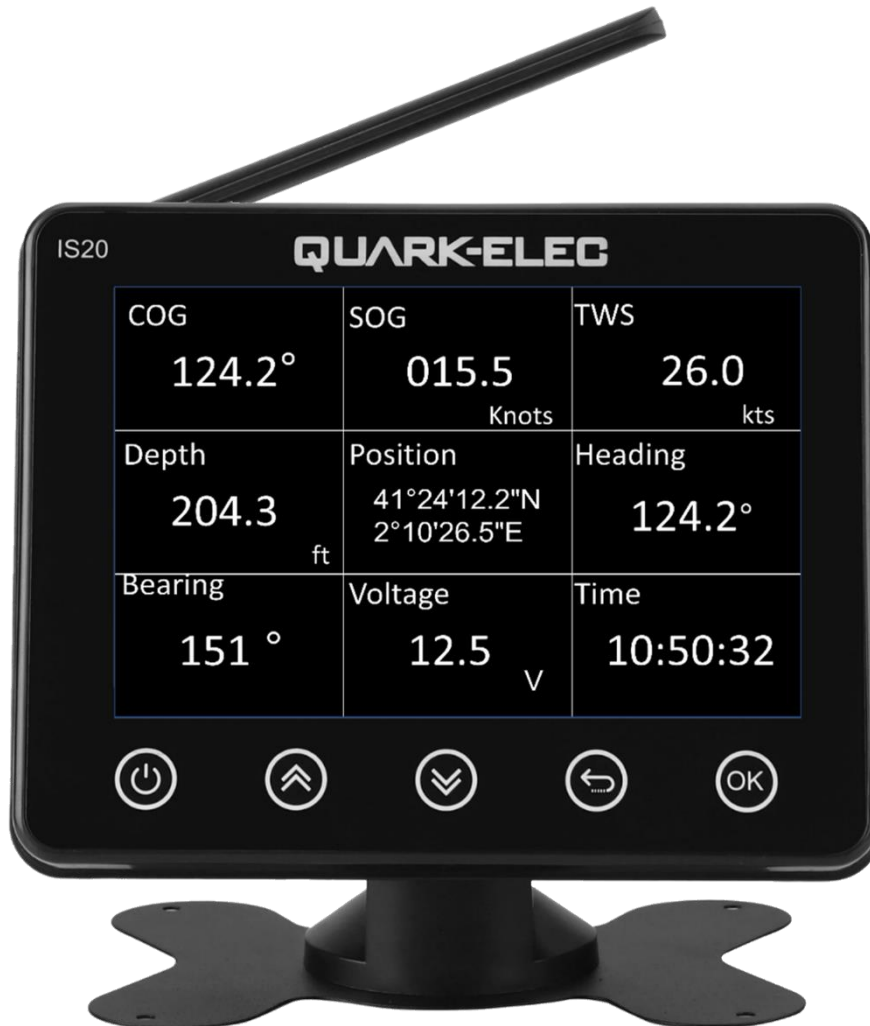 IS20
QUARK-ELEC
COG
124.2°
SOG
015.5
Knots
TWS
26.0
kts
Depth
204.3
ft
Position
41°24'12.2"N
2°10'26.5"E
Heading
124.2°
Bearing
151 °
Voltage
12.5
V
Time
10:50:32
OK